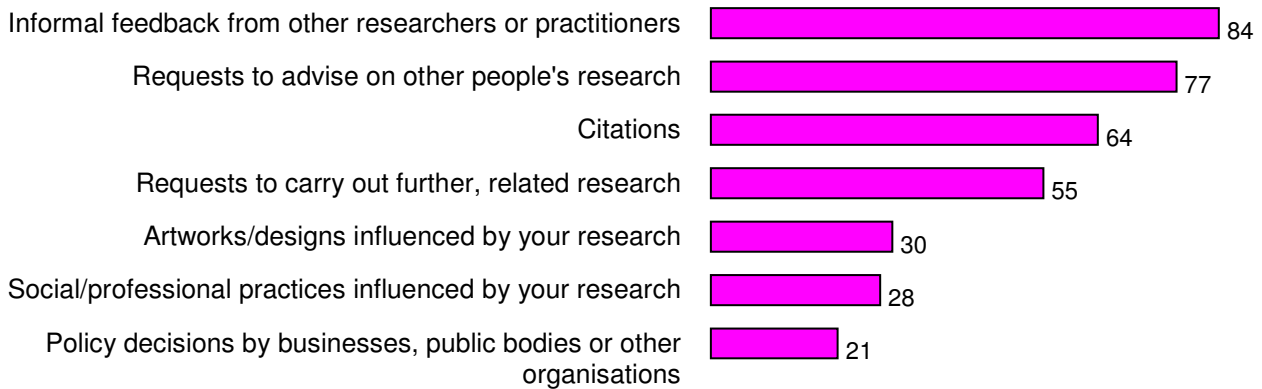 Informal feedback from other researchers or practitioners 84
Requests to advise on other people's research 77
Citations 64
Requests to carry out further, related research 55
Artworks/designs influenced by your research 30
Social/professional practices influenced by your research 28
Policy decisions by businesses, public bodies or other 21
organisations